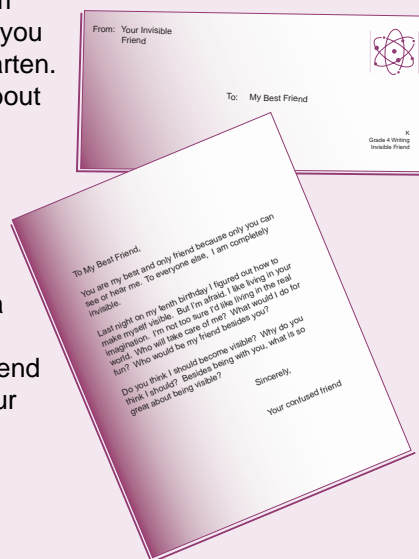 n
you
arten.
bout
a
end
ur
From: Your Invisible
Friend
To: My Best Friend
K
Grade 4 Writing
Invisible Friend
To My Best Friend,
You are my best and only friend because only you can
see or hear me. To everyone else, I am completely
invisible.
Last night on my tenth birthday I figured out how to
make myself visible. But I'm afraid. I like living in your
imagination. I'm not too sure I'd like living in the real
world. Who will take care of me? What would I do for
fun? Who would be my friend besides you?
Do you think I should become visible? Why do you
think I should? Besides being with you, what is so
great about being visible?
Sincerely,
Your confused friend